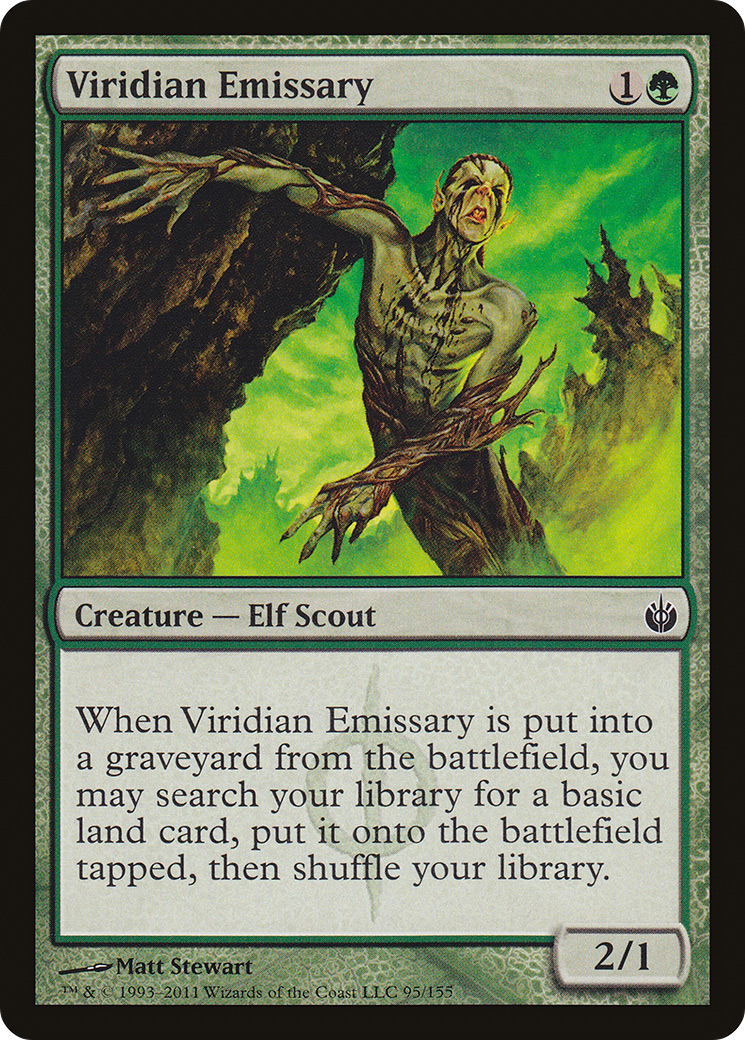 Viridian Emissary 1
Creature — Elf Scout
When Viridian Emissary is put into
a graveyard from the battlefield, you
may search your library for a basic
land card, put it onto the battlefield
tapped, then shuffle your library.
2/1
Matt Stewart
™ & © 1993–2011 Wizards of the Coast LLC 95/155